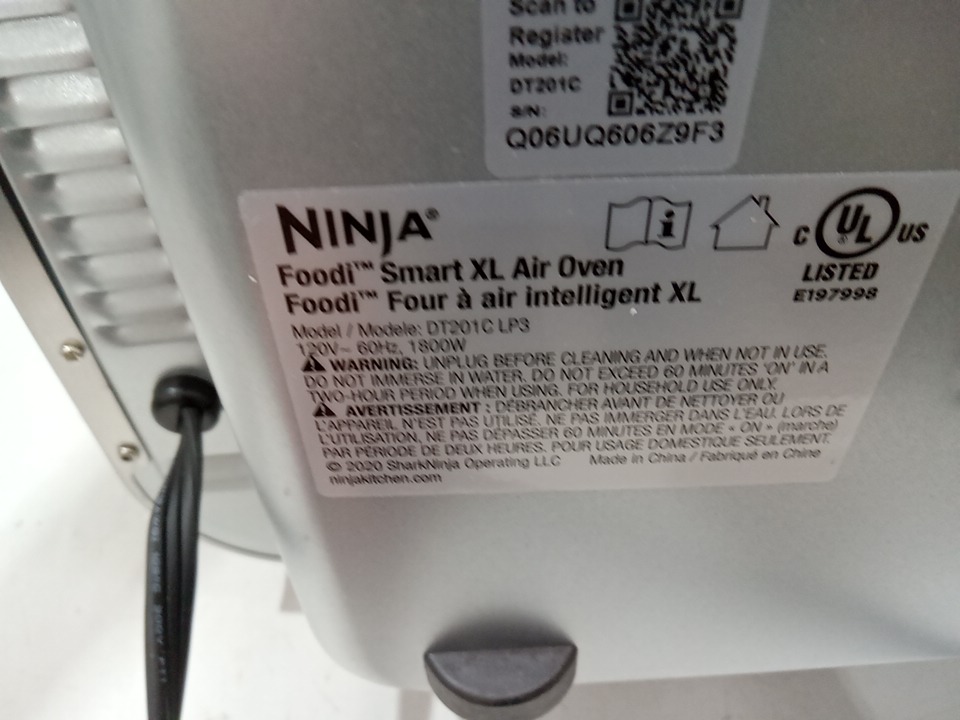 Scan to
Register
Model:
DT201C
S/N:
Q06UQ606Z9F3
NINJA®
Foodi™ Smart XL Air Oven
Foodi™ Four à air intelligent XL
C UL US
LISTED
E197998
Model / Modele: DT201C LP3
120V~ 60Hz, 1800W
WARNING: UNPLUG BEFORE CLEANING AND WHEN NOT IN USE.
DO NOT IMMERSE IN WATER. DO NOT EXCEED 60 MINUTES "ON" IN A
TWO-HOUR PERIOD WHEN USING. FOR HOUSEHOLD USE ONLY.
AVERTISSEMENT : DÉBRANCHER AVANT DE NETTOYER OU
L'APPAREIL N'EST PAS UTILISÉ. NE PAS IMMERGER DANS L'EAU. LORS DE
L'UTILISATION, NE PAS DÉPASSER 60 MINUTES EN MODE « ON » (marche)
PAR PÉRIODE DE DEUX HEURES. POUR USAGE DOMESTIQUE SEULEMENT.
© 2020 SharkNinja Operating LLC Made in China / Fabriqué en Chine
ninjakitchen.com